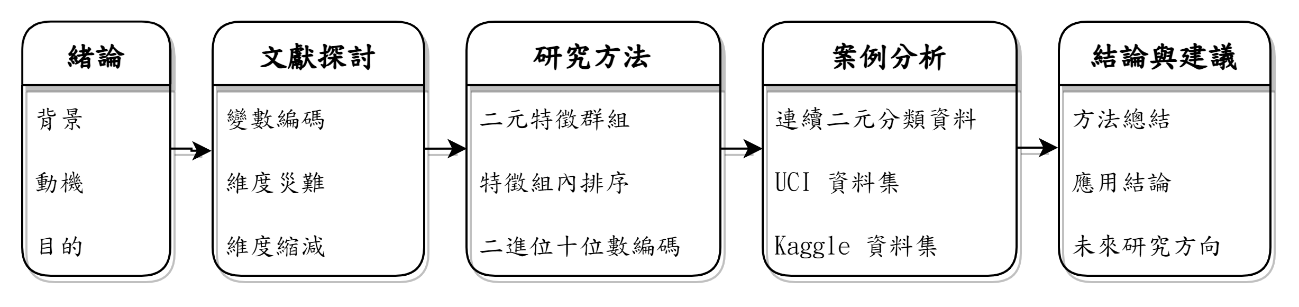 緒論
背景
動機
目的
文獻探討
變數編碼
維度災難
維度縮減
研究方法
二元特徵群組
特徵組內排序
二進位十位數編碼
案例分析
連續二元分類資料
UCI 資料集
Kaggle 資料集
結論與建議
方法總結
應用結論
未來研究方向